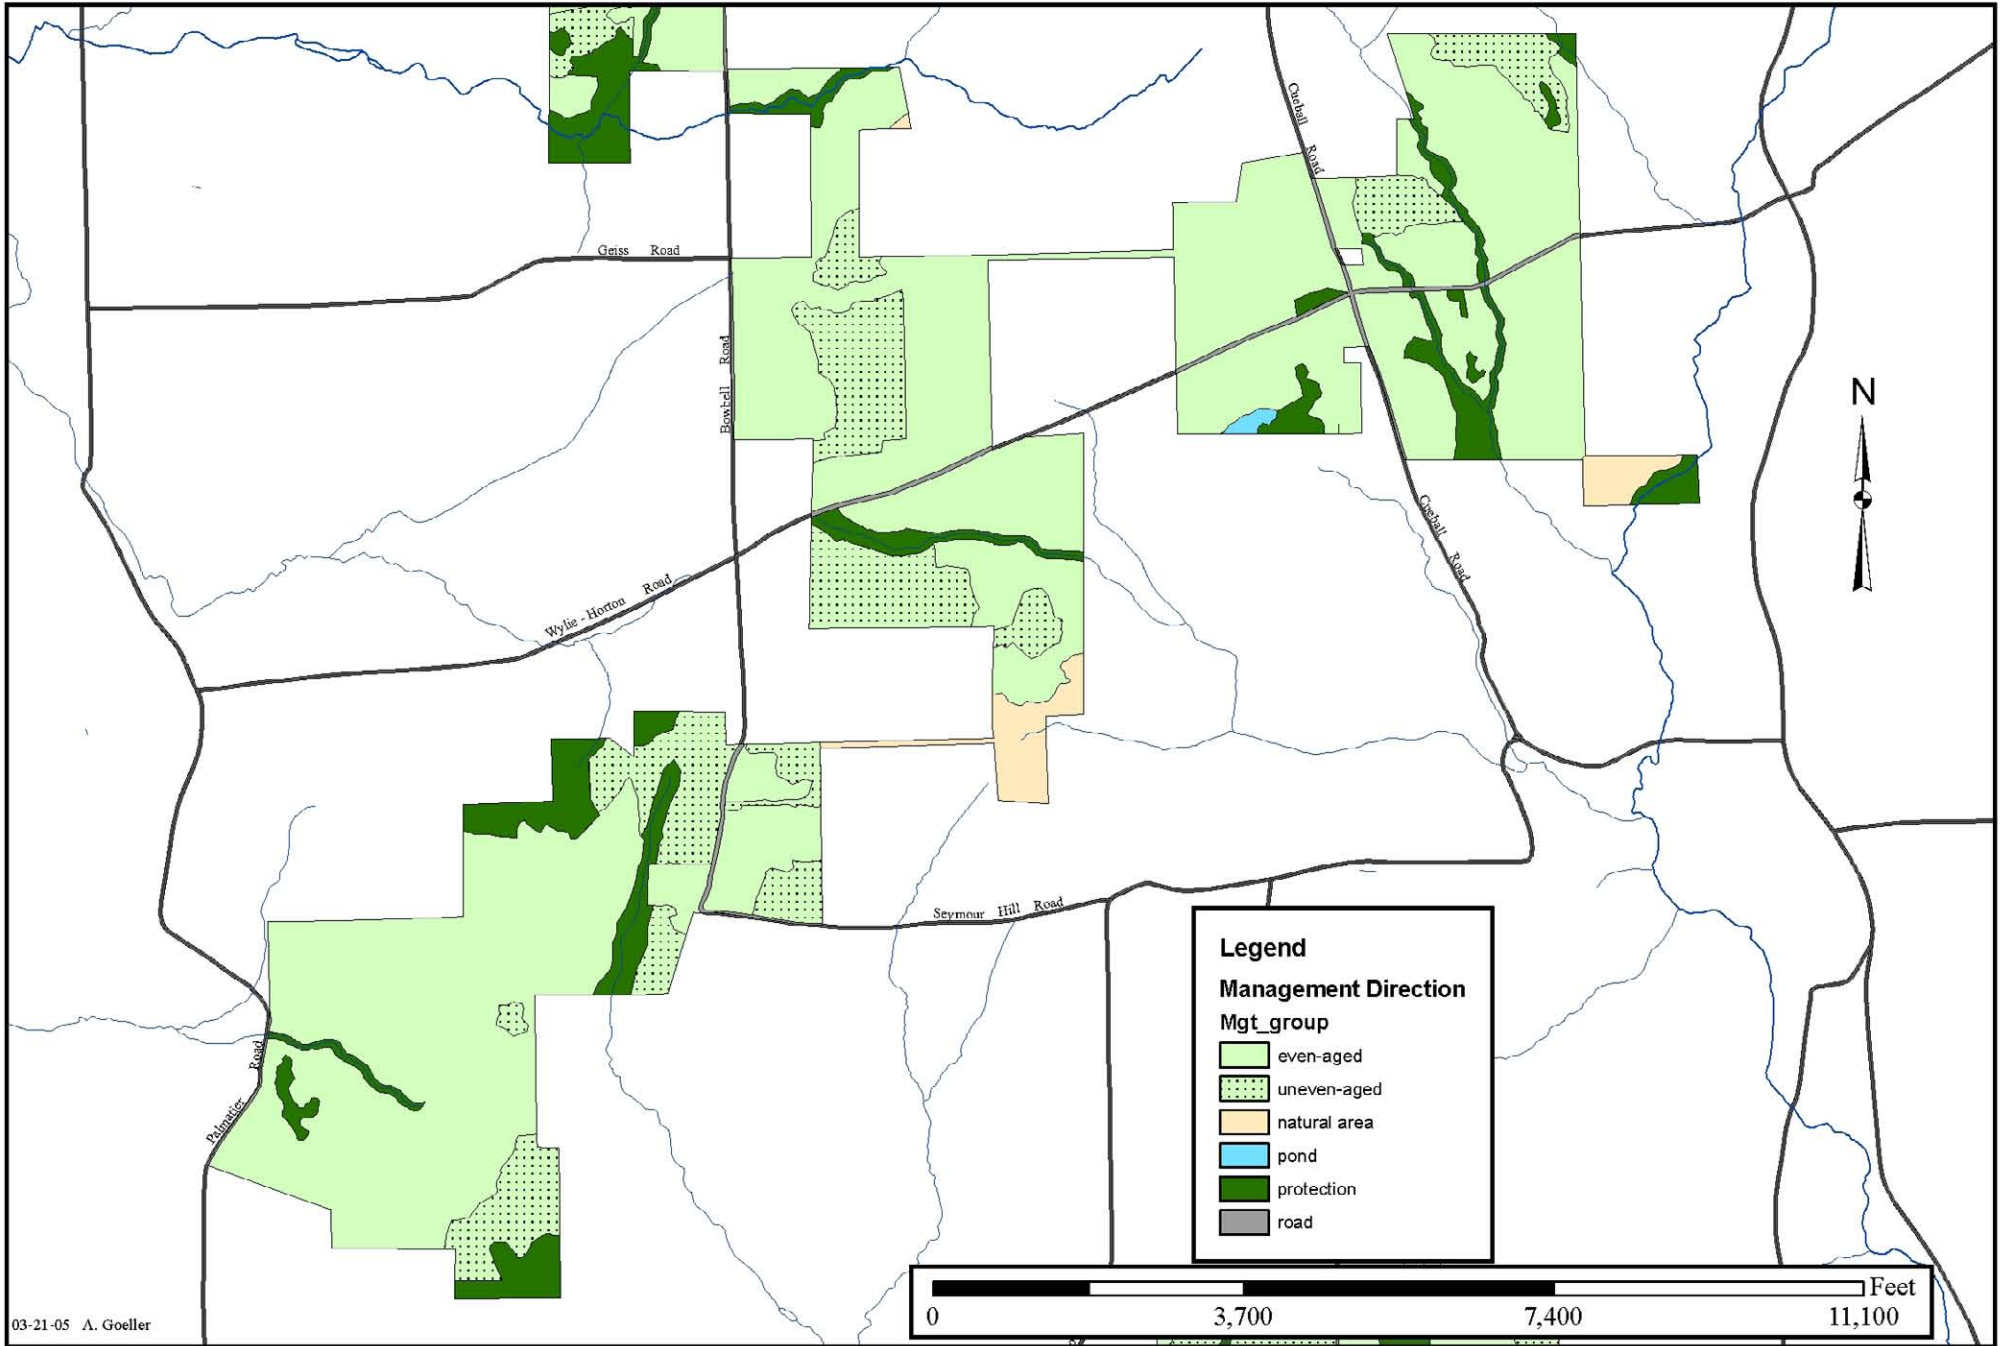 Cueball Road
Geiss Road
Bowbell Road
N
Cueball Road
Wylie - Horton Road
Seymour Hill Road
Palmatier Road
Legend
Management Direction
Mgt_group
even-aged
uneven-aged
natural area
pond
protection
road
Feet
0 3,700 7,400 11,100
03-21-05 A. Goeller